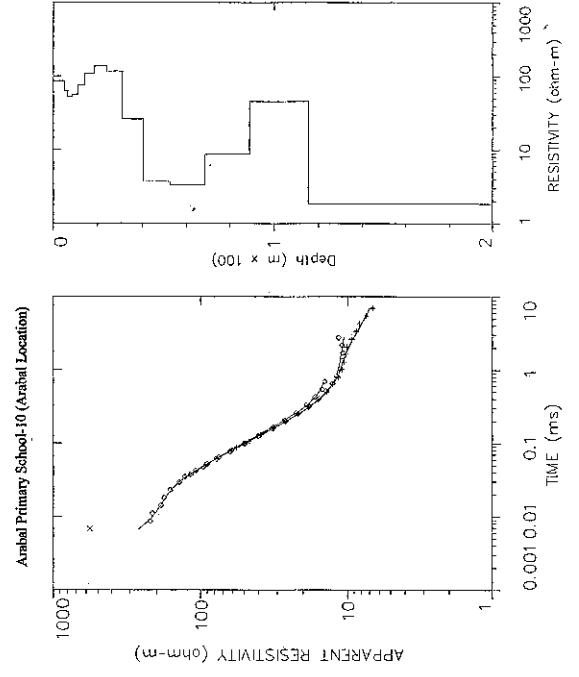 Arabal Primary School-10 (Arabal Location)
APPARENT RESISTIVITY (ohm-m)
1000
100
10
1
0.001 0.01 0.1 1 10
TIME (ms)
Depth (m x 100)
0
1
2
1 10 100 1000
RESISTIVITY (ohm-m)